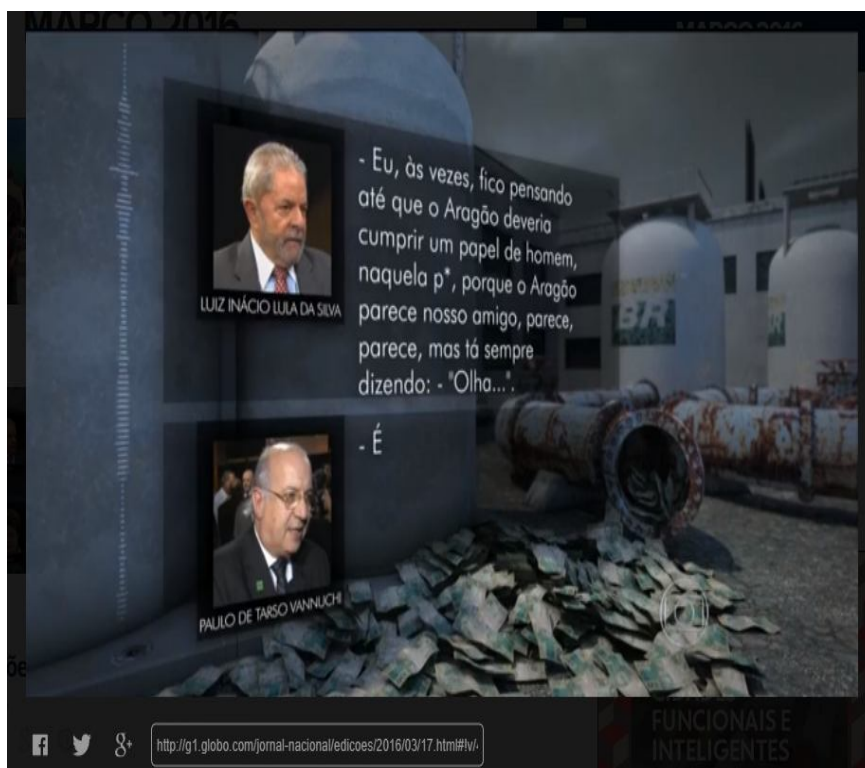 MARÇO 2016
MARÇO 2016
- Eu, às vezes, fico pensando
até que o Aragão deveria
cumprir um papel de homem,
naquela p*, porque o Aragão
parece nosso amigo, parece,
parece, mas tá sempre
dizendo: - "Olha...".
LUIZ INÁCIO LULA DA SILVA
BR
- É
PAULO DE TARSO VANNUCHI
http://g1.globo.com/jornal-nacional/edicoes/2016/03/17.html#!v/
FUNCIONAIS E
INTELIGENTES